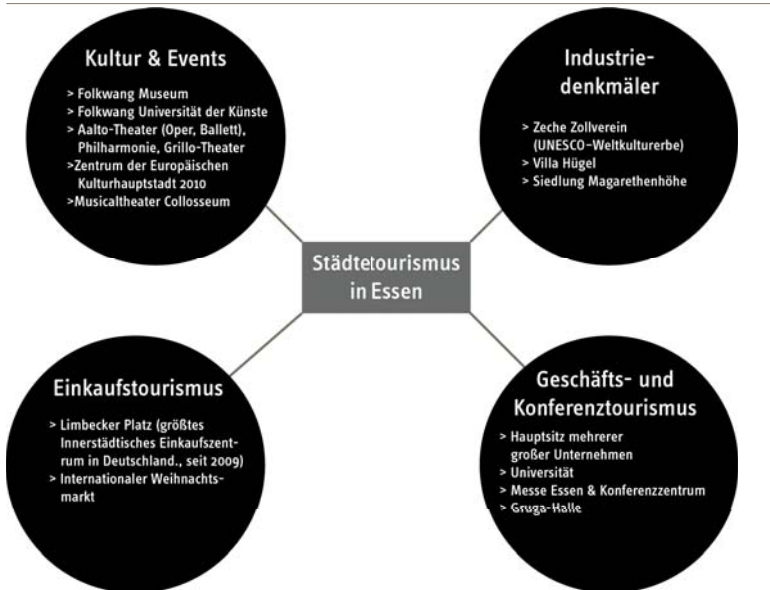 Kultur & Events
> Folkwang Museum
> Folkwang Universität der Künste
> Aalto-Theater (Oper, Ballett),
Philharmonie, Grillo-Theater
>Zentrum der Europäischen
Kulturhauptstadt 2010
>Musicaltheater Collosseum
Industrie-
denkmäler
> Zeche Zollverein
(UNESCO-Weltkulturerbe)
> Villa Hügel
> Siedlung Magarethenhöhe
Städtetourismus
in Essen
Einkaufstourismus
> Limbecker Platz (größtes
Innerstädtisches Einkaufszent-
rum in Deutschland., seit 2009)
> Internationaler Weihnachts-
markt
Geschäfts- und
Konferenztourismus
> Hauptsitz mehrerer
großer Unternehmen
> Universität
> Messe Essen & Konferenzzentrum
> Gruga-Halle